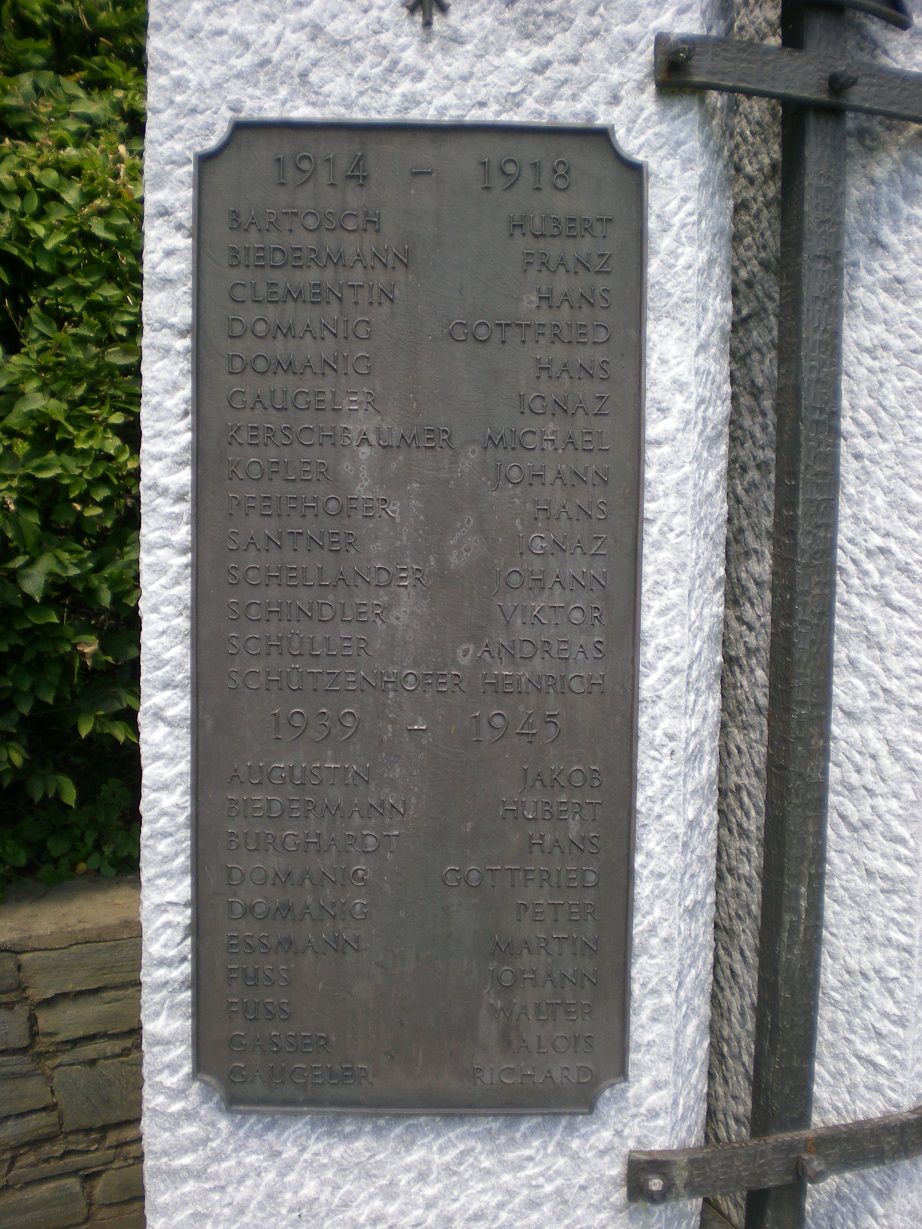 1914 - 1918
BARTOSCH HUBERT
BIEDERMANN FRANZ
CLEMENTIN HANS
DOMANIG GOTTFRIED
DOMANIG HANS
GAUGELER IGNAZ
KERSCHBAUMER MICHAEL
KOFLER JOHANN
PFEIFHOFER HANS
SANTNER IGNAZ
SCHELLANDER JOHANN
SCHINDLER VIKTOR
SCHÜLLER ANDREAS
SCHÜTZENHOFER HEINRICH
1939 - 1945
AUGUSTIN JAKOB
BIEDERMANN HUBERT
BURGHARDT HANS
DOMANIG GOTTFRIED
DOMANIG PETER
ESSMANN MARTIN
FUSS JOHANN
FUSS WALTER
GASSER ALOIS
GAUGELER RICHARD